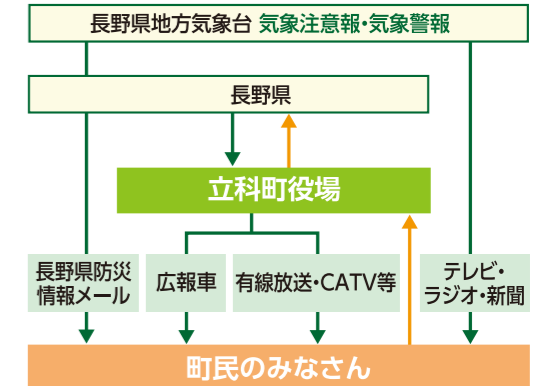 長野県地方気象台 気象注意報・気象警報
長野県
立科町役場
長野県防災
情報メール
広報車
有線放送・CATV等
テレビ・
ラジオ・新聞
町民のみなさん